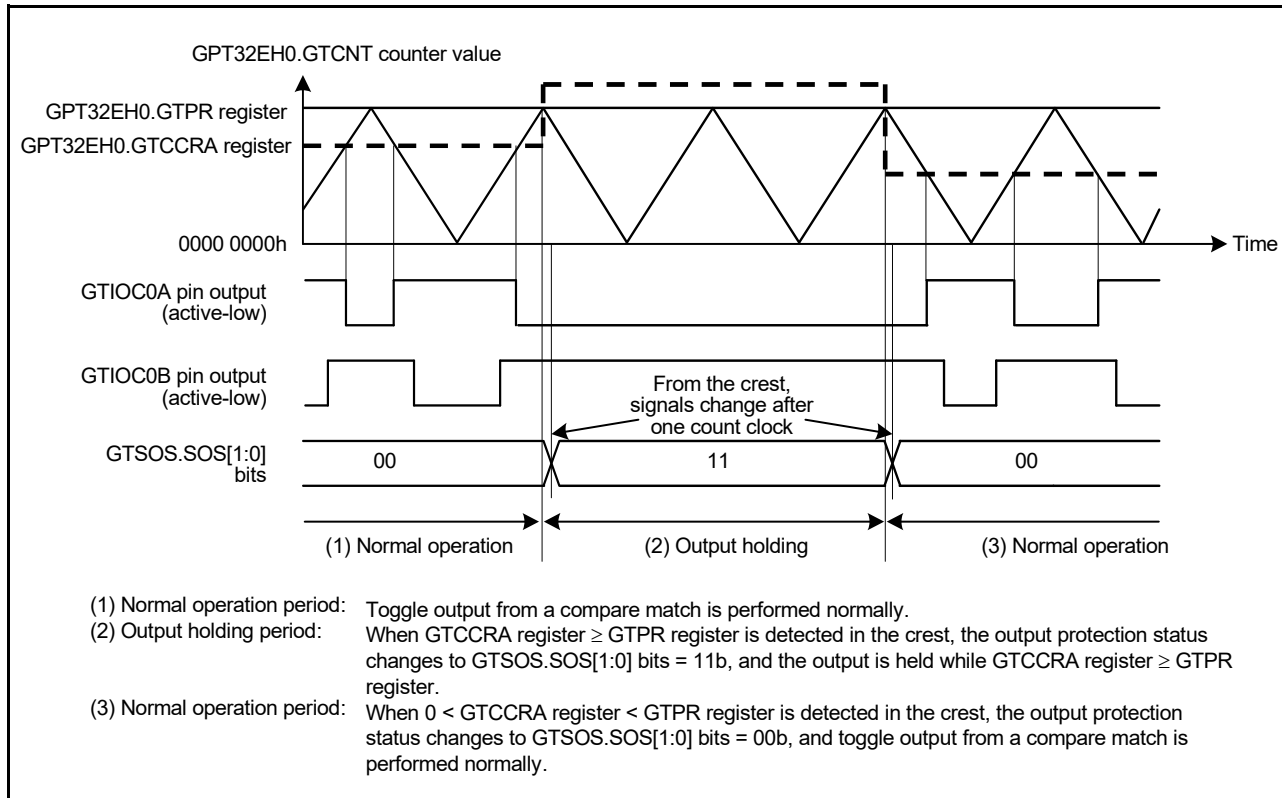 GPT32EH0.GTCNT counter value
GPT32EH0.GTPR register
GPT32EH0.GTCCRA register
0000 0000h
Time
GTIOC0A pin output
(active-low)
GTIOC0B pin output
(active-low)
From the crest,
signals change after
one count clock
GTSOS.SOS[1:0]
bits
00
11
00
(1) Normal operation
(2) Output holding
(3) Normal operation
(1) Normal operation period: Toggle output from a compare match is performed normally.
(2) Output holding period: When GTCCRA register ≥ GTPR register is detected in the crest, the output protection status
changes to GTSOS.SOS[1:0] bits = 11b, and the output is held while GTCCRA register ≥ GTPR
register.
(3) Normal operation period: When 0 < GTCCRA register < GTPR register is detected in the crest, the output protection
status changes to GTSOS.SOS[1:0] bits = 00b, and toggle output from a compare match is
performed normally.